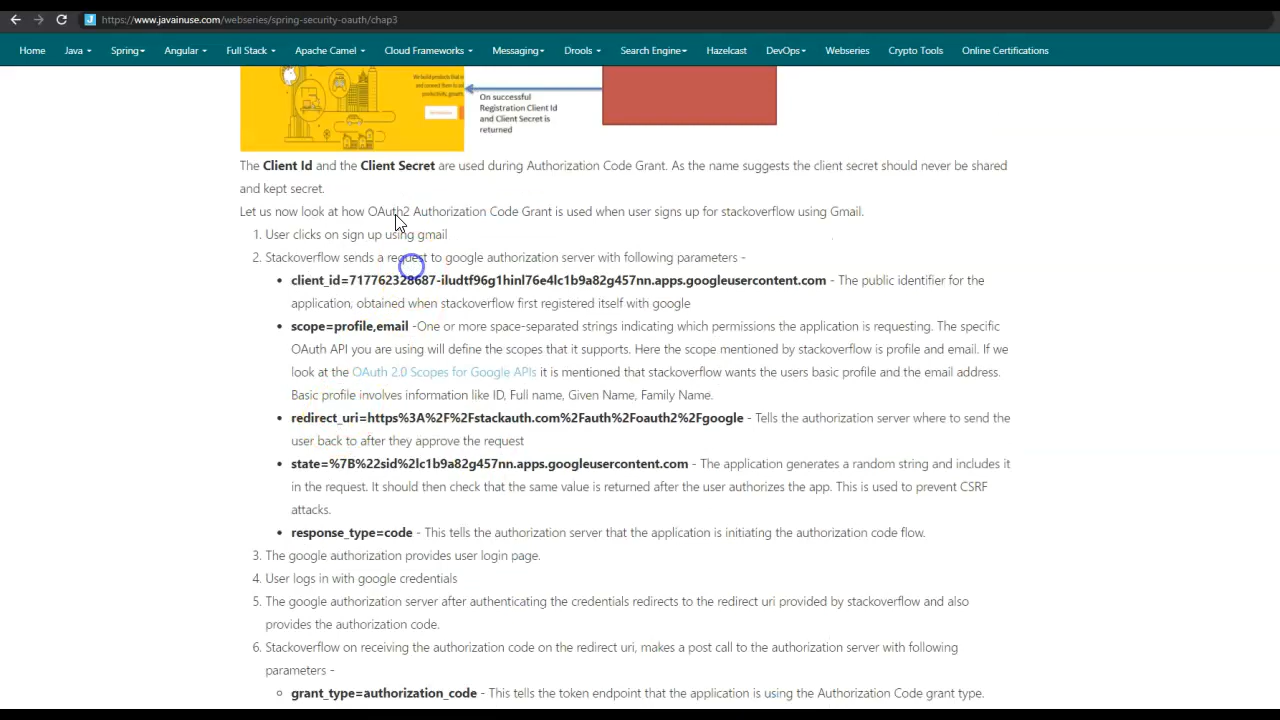 https://www.javainuse.com/webseries/spring-security-oauth/chap3
Home Java Spring Angular Full Stack Apache Camel Cloud Frameworks Messaging Drools Search Engine Hazelcast DevOps Webseries Crypto Tools Online Certifications
We build products that
and connect them to
productivity, growth
On successful
Registration Client Id
and Client Secret is
returned
The Client Id and the Client Secret are used during Authorization Code Grant. As the name suggests the client secret should never be shared
and kept secret.
Let us now look at how OAuth2 Authorization Code Grant is used when user signs up for stackoverflow using Gmail.
1. User clicks on sign up using gmail
2. Stackoverflow sends a request to google authorization server with following parameters -
• client_id=717762328687-iludtf96g1hinl76e4lc1b9a82g457nn.apps.googleusercontent.com - The public identifier for the
application, obtained when stackoverflow first registered itself with google
• scope=profile,email -One or more space-separated strings indicating which permissions the application is requesting. The specific
OAuth API you are using will define the scopes that it supports. Here the scope mentioned by stackoverflow is profile and email. If we
look at the OAuth 2.0 Scopes for Google APIs it is mentioned that stackoverflow wants the users basic profile and the email address.
Basic profile involves information like ID, Full name, Given Name, Family Name.
• redirect_uri=https%3A%2F%2Fstackauth.com%2Fauth%2Foauth2%2Fgoogle - Tells the authorization server where to send the
user back to after they approve the request
• state=%7B%22sid%2lc1b9a82g457nn.apps.googleusercontent.com - The application generates a random string and includes it
in the request. It should then check that the same value is returned after the user authorizes the app. This is used to prevent CSRF
attacks.
• response_type=code - This tells the authorization server that the application is initiating the authorization code flow.
3. The google authorization provides user login page.
4. User logs in with google credentials
5. The google authorization server after authenticating the credentials redirects to the redirect uri provided by stackoverflow and also
provides the authorization code.
6. Stackoverflow on receiving the authorization code on the redirect uri, makes a post call to the authorization server with following
parameters -
◦ grant_type=authorization_code - This tells the token endpoint that the application is using the Authorization Code grant type.